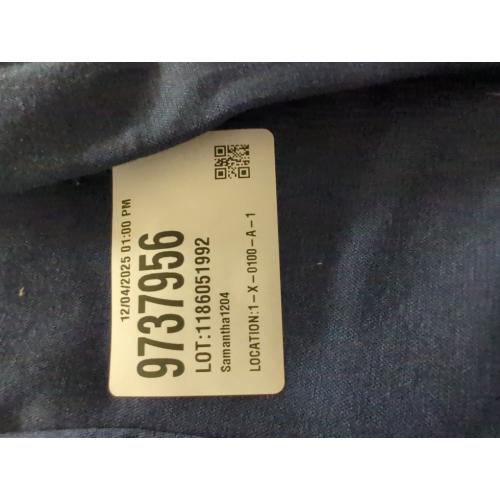 12/04/2025 01:00 PM
9737956
LOT:1186051992
Samantha1204
LOCATION:1-X-0100-A-1